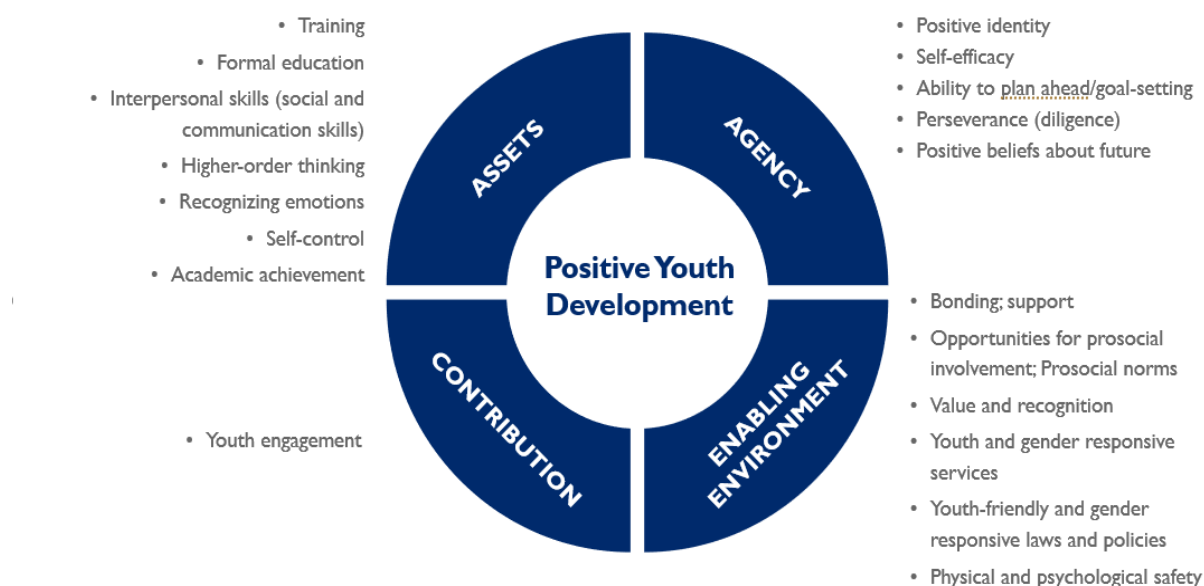 • Training
• Formal education
• Interpersonal skills (social and
communication skills)
• Higher-order thinking
• Recognizing emotions
• Self-control
• Academic achievement
ASSETS
AGENCY
• Positive identity
• Self-efficacy
• Ability to plan ahead/goal-setting
• Perseverance (diligence)
• Positive beliefs about future
Positive Youth
Development
• Youth engagement
CONTRIBUTION
ENABLING
ENVIRONMENT
• Bonding; support
• Opportunities for prosocial
involvement; Prosocial norms
• Value and recognition
• Youth and gender responsive
services
• Youth-friendly and gender
responsive laws and policies
• Physical and psychological safety